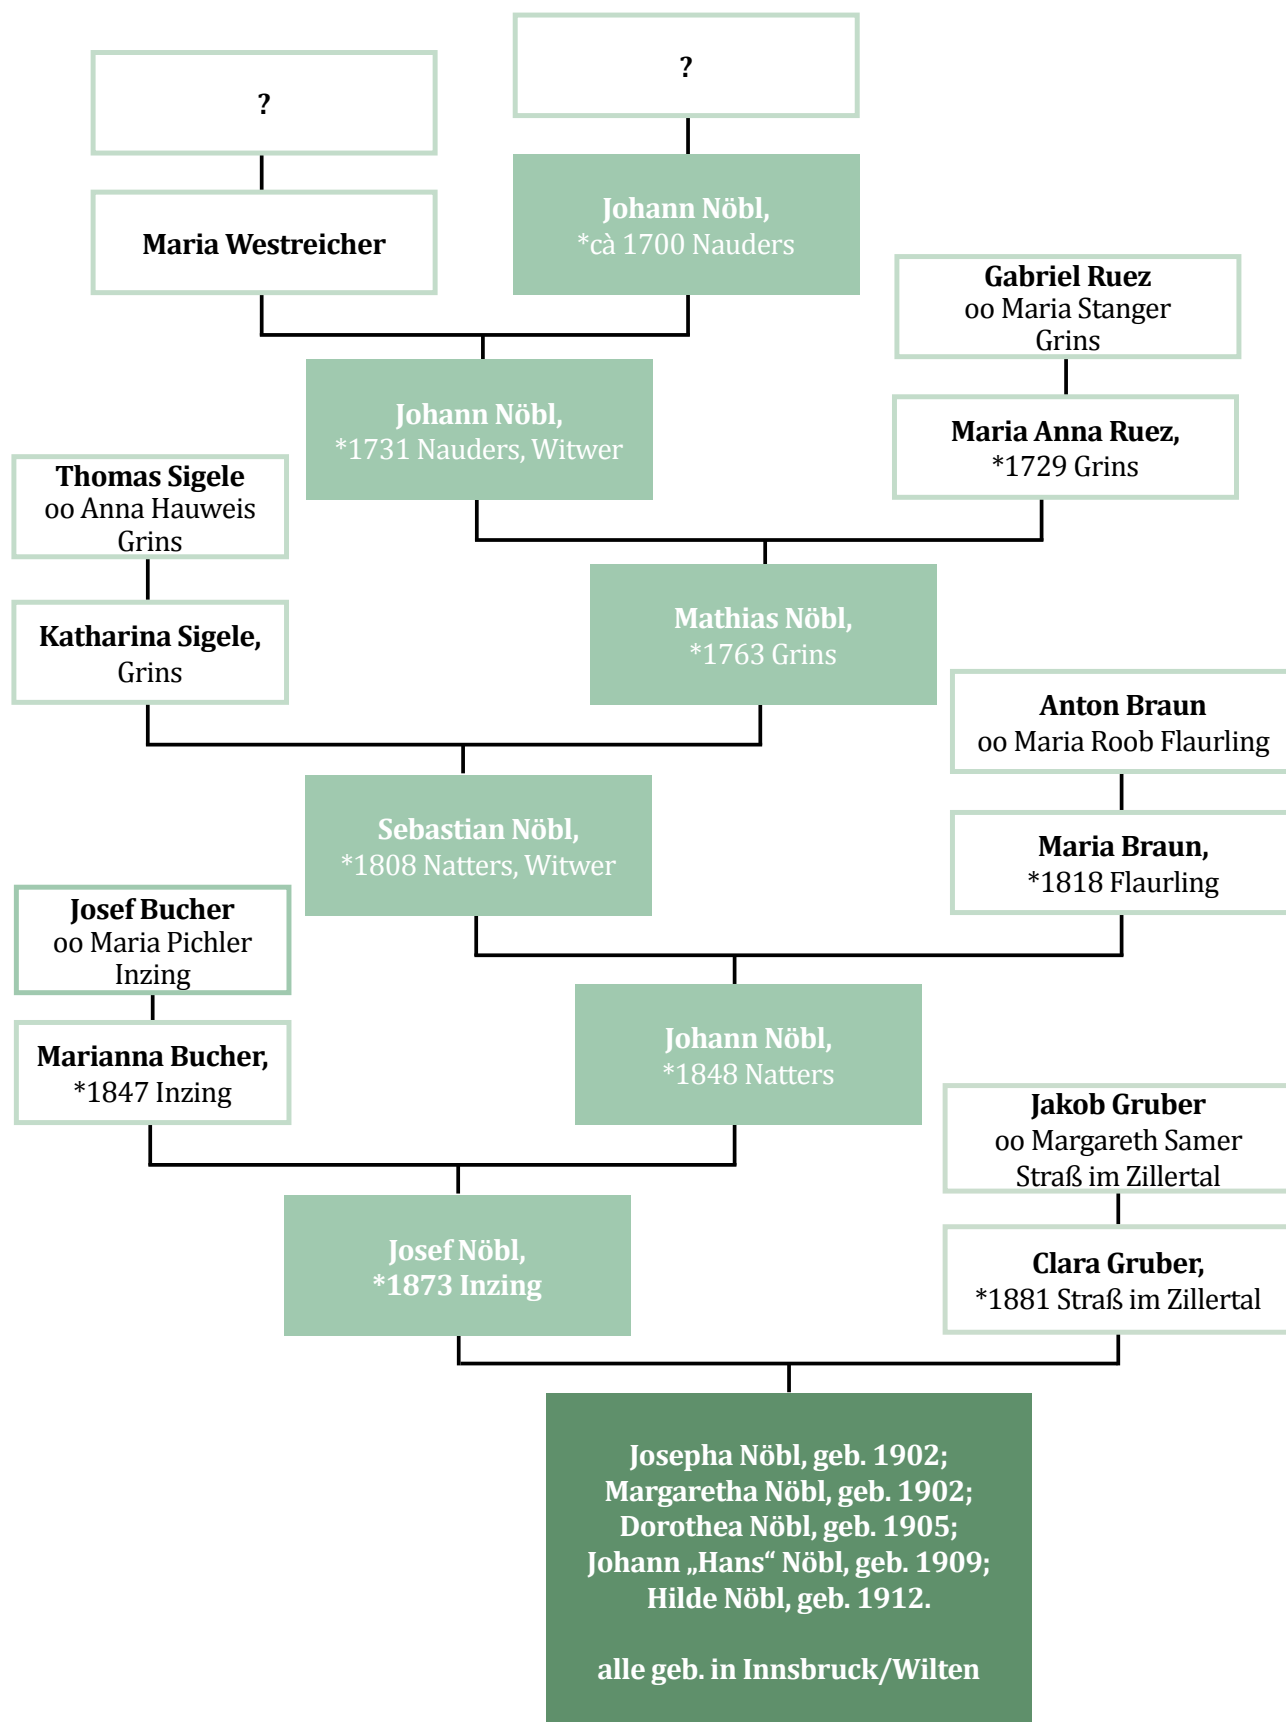 ?
?
Maria Westreicher
Johann Nöbl,
*cà 1700 Nauders
Gabriel Ruez
oo Maria Stanger
Grins
Johann Nöbl,
*1731 Nauders, Witwer
Maria Anna Ruez,
*1729 Grins
Thomas Sigele
oo Anna Hauweis
Grins
Katharina Sigele,
Grins
Mathias Nöbl,
*1763 Grins
Anton Braun
oo Maria Roob Flaurling
Sebastian Nöbl,
*1808 Natters, Witwer
Maria Braun,
*1818 Flaurling
Josef Bucher
oo Maria Pichler
Inzing
Marianna Bucher,
*1847 Inzing
Johann Nöbl,
*1848 Natters
Jakob Gruber
oo Margareth Samer
Straß im Zillertal
Josef Nöbl,
*1873 Inzing
Clara Gruber,
*1881 Straß im Zillertal
Josepha Nöbl, geb. 1902;
Margaretha Nöbl, geb. 1902;
Dorothea Nöbl, geb. 1905;
Johann „Hans“ Nöbl, geb. 1909;
Hilde Nöbl, geb. 1912.
alle geb. in Innsbruck/Wilten